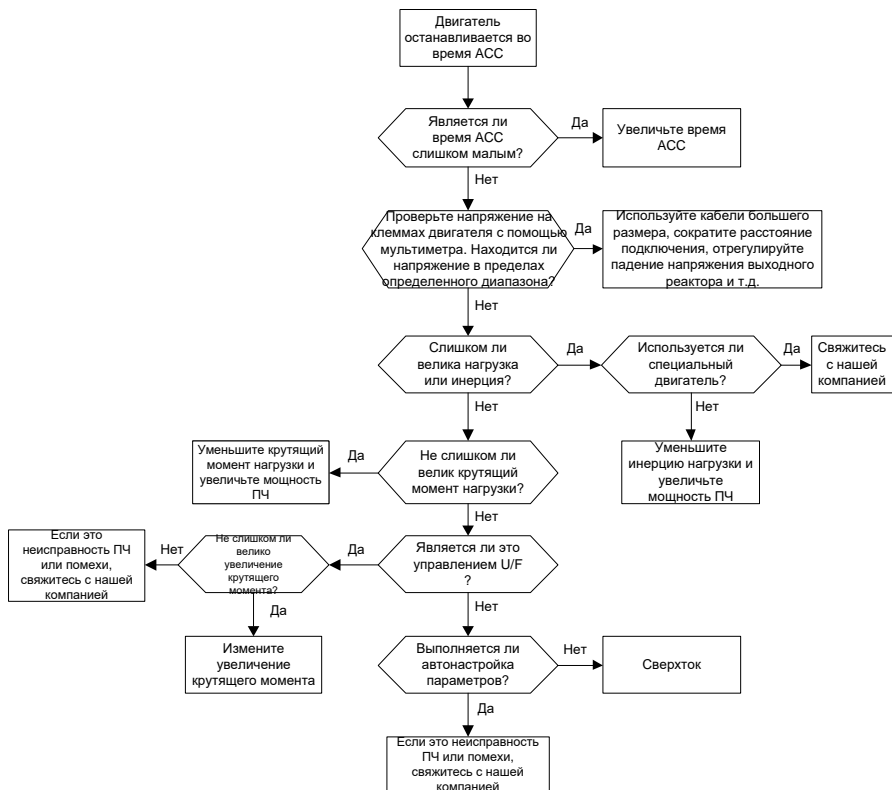 Двигатель
останавливается во
время АСС
Является ли
время АСС
слишком малым?
Да
Увеличьте время
АСС
Нет
Проверьте напряжение на
клеммах двигателя с помощью
мультиметра. Находится ли
напряжение в пределах
определенного диапазона?
Да
Используйте кабели большего
размера, сократите расстояние
подключения, отрегулируйте
падение напряжения выходного
реактора и т.д.
Нет
Слишком ли
велика нагрузка
или инерция?
Да
Используется ли
специальный
двигатель?
Да
Свяжитесь
с нашей
компанией
Нет
Нет
Уменьшите
инерцию нагрузки и
увеличьте
мощность ПЧ
Не слишком ли
велик крутящий
момент нагрузки?
Да
Уменьшите крутящий
момент нагрузки и
увеличьте мощность
ПЧ
Нет
Является ли это
управлением U/F
?
Да
Не слишком ли
велико
увеличение
крутящего
момента?
Нет
Если это
неисправность ПЧ
или помехи,
свяжитесь с нашей
компанией
Да
Измените
увеличение
крутящего момента
Нет
Выполняется ли
автонастройка
параметров?
Нет
Сверхток
Да
Если это неисправность
ПЧ или помехи,
свяжитесь с нашей
компанией